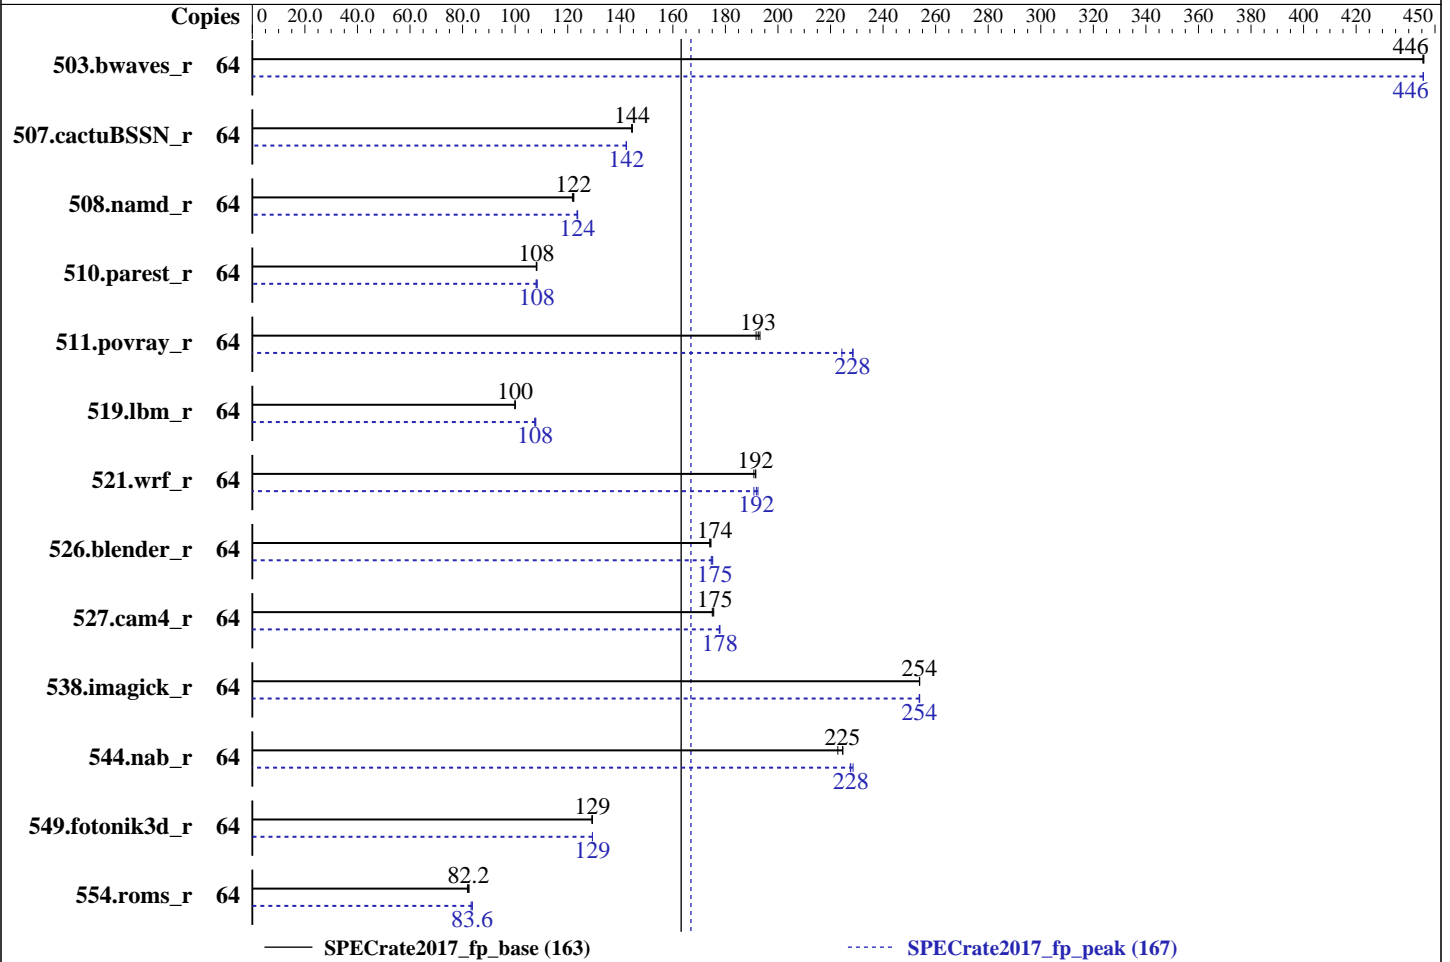 Copies 0 20.0 40.0 60.0 80.0 100 120 140 160 180 200 220 240 260 280 300 320 340 360 380 400 420 450
446
503.bwaves_r 64
446
144
507.cactuBSSN_r 64
142
122
508.namd_r 64
124
108
510.parest_r 64
108
193
511.povray_r 64
228
100
519.lbm_r 64
108
192
521.wrf_r 64
192
174
526.blender_r 64
175
175
527.cam4_r 64
178
254
538.imagick_r 64
254
225
544.nab_r 64
228
129
549.fotonik3d_r 64
129
82.2
554.roms_r 64
83.6
SPECrate2017_fp_base (163) SPECrate2017_fp_peak (167)